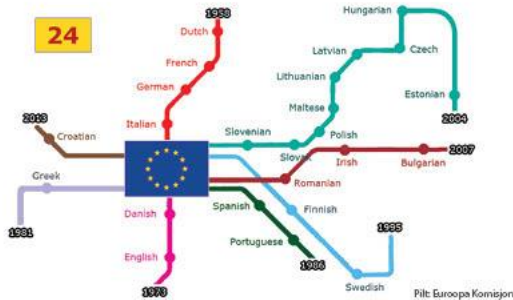 24
1958
Dutch
French
German
Italian
Hungarian
Latvian
Czech
Lithuanian
Estonian
Maltese
2004
Polish
Slovenian
Slovak
2013
Croatian
Irish
Bulgarian
2007
Romanian
Greek
1981
Danish
English
1973
Spanish
Portuguese
1986
Finnish
1995
Swedish
Pilt: Euroopa Komisjon